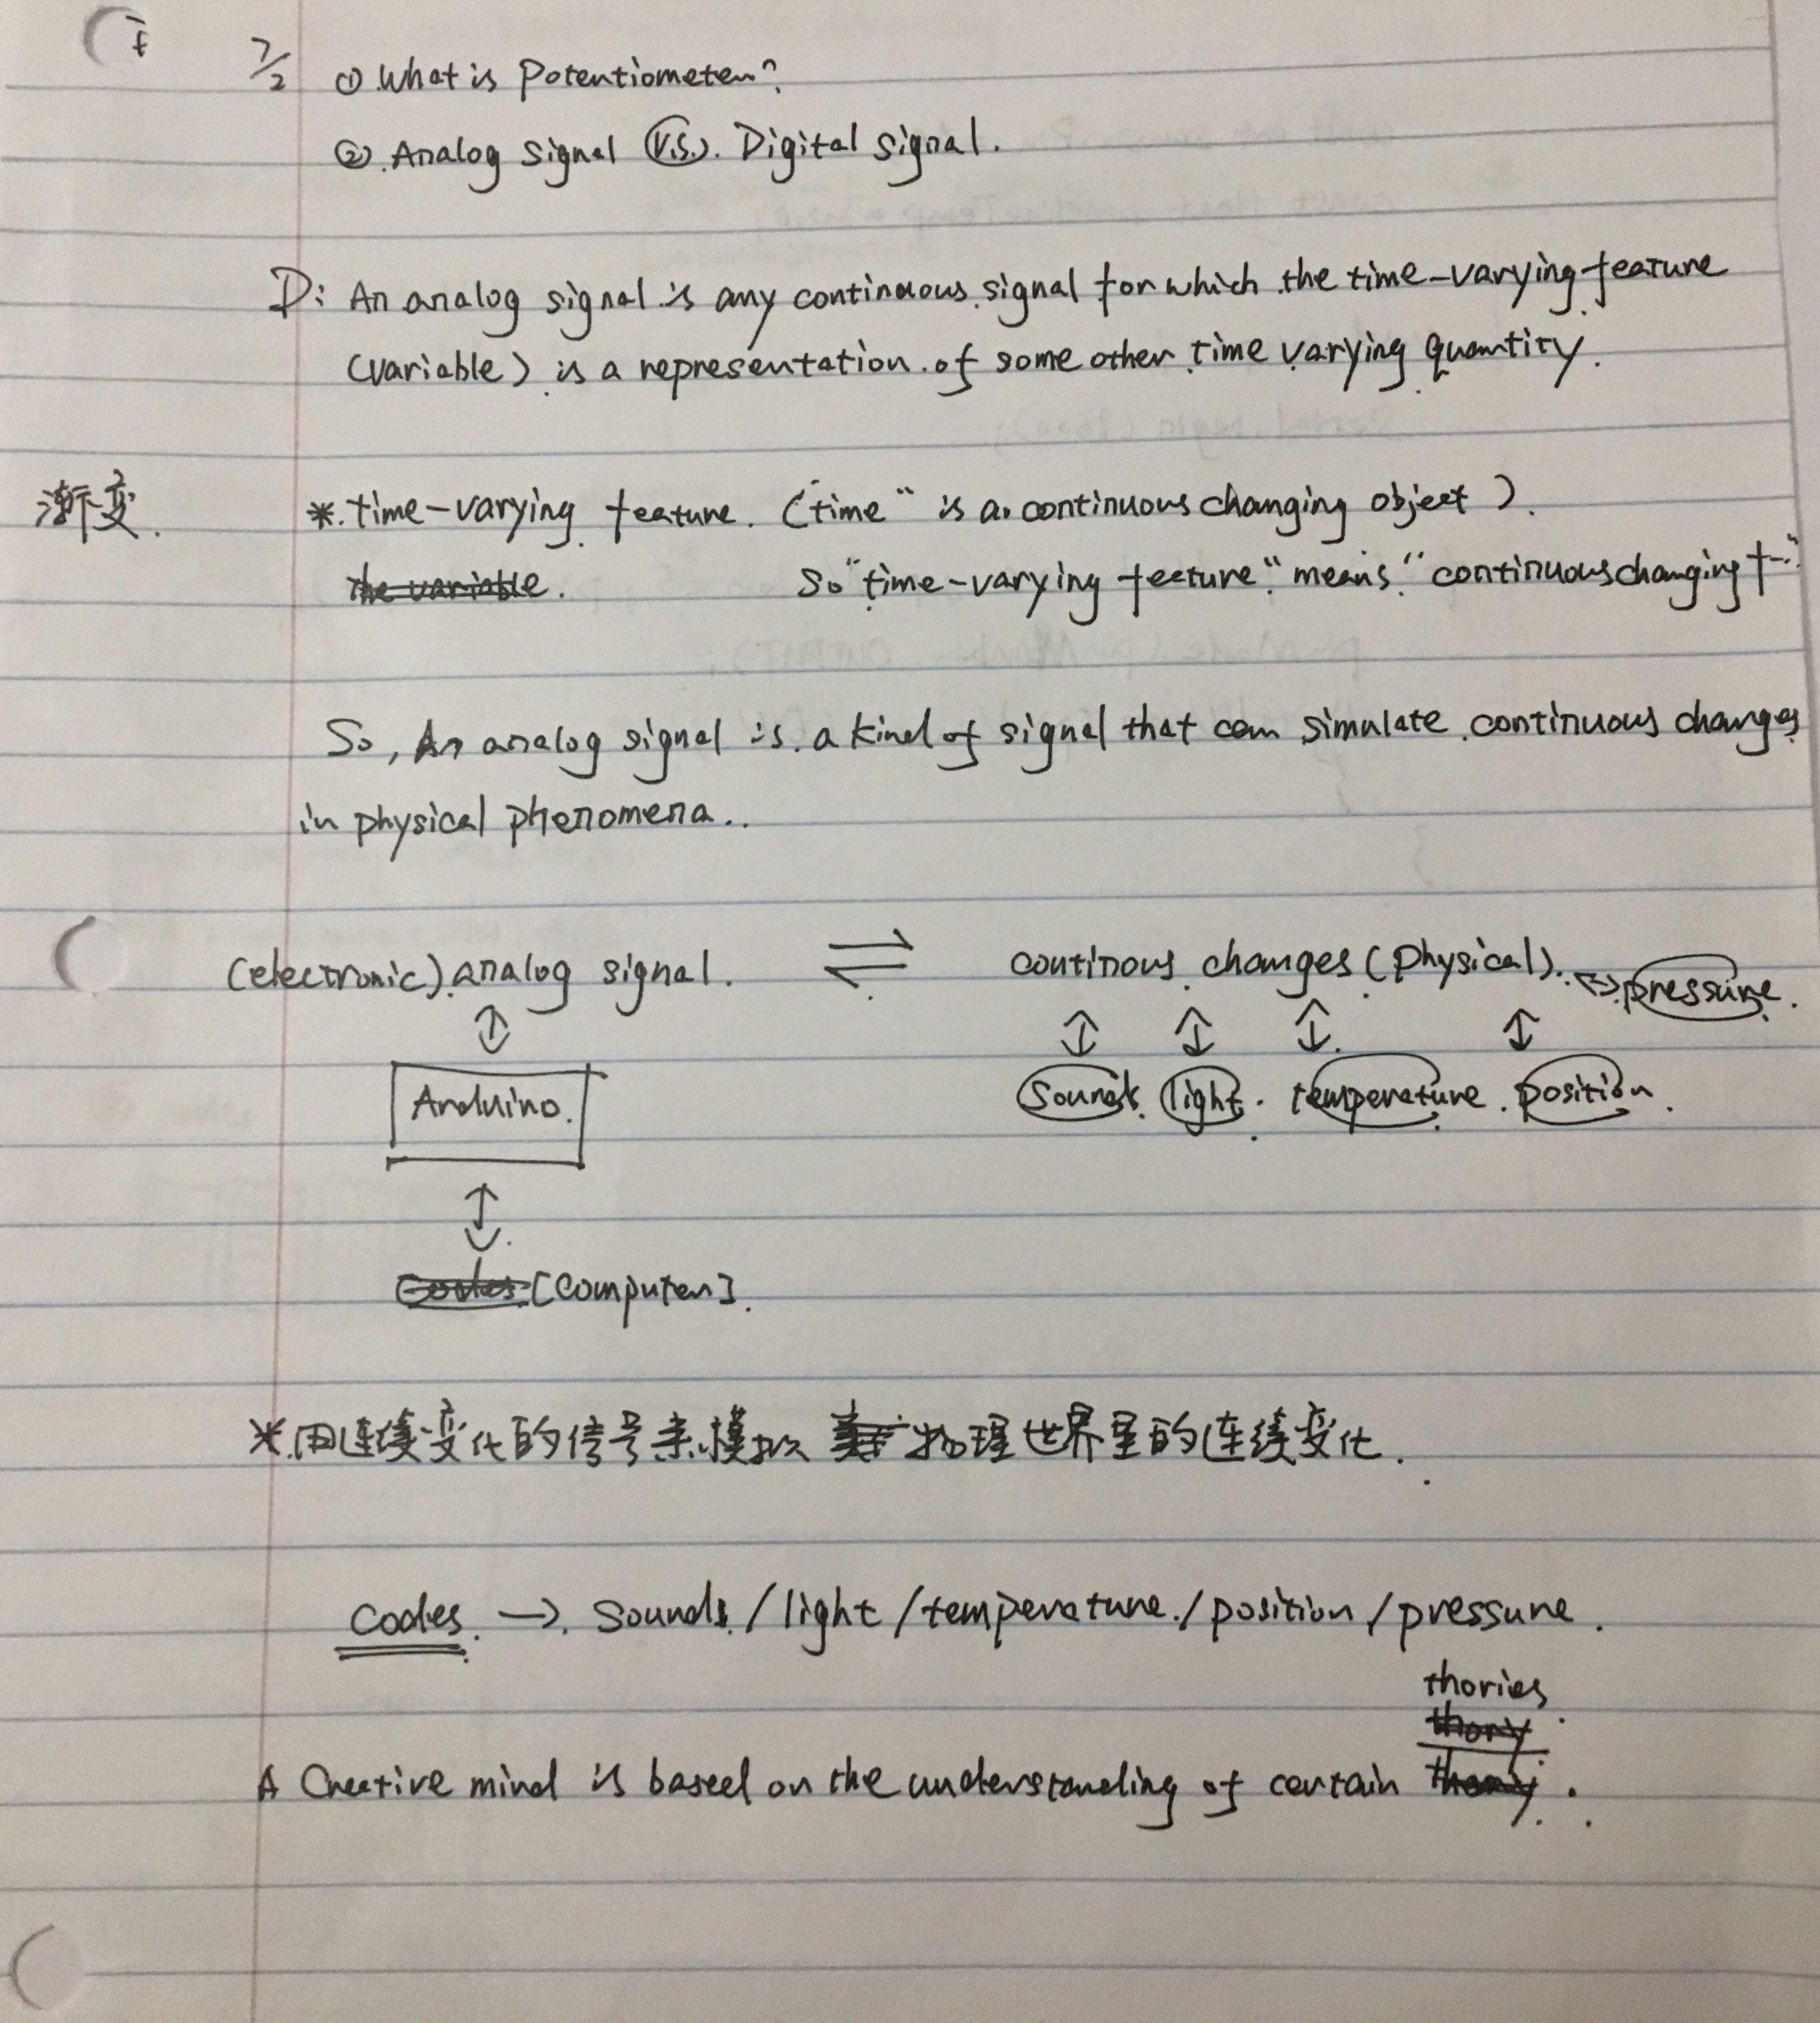 7/2 ① What is Potentiometer?
② Analog Signal V.S. Digital Signal.
D: An analog signal is any continuous signal for which the time-varying feature
(variable) is a representation of some other time varying quantity.
渐变. *. time-varying feature. ("time" is a continuous changing object).
the variable. So "time-varying feature" means "continuous changing f..."
So, An analog signal is a kind of signal that can simulate continuous changes
in physical phenomena..
(electronic) analog signal. ⇌ continous changes (physical). ↔ pressure.
↕ ↕ ↕ ↕ ↕
Arduino. Sounds. light. temperature. position.
↕
Codes [Computer].
* 用连续变化的信号来模拟 物理世界里的连续变化.
Codes. → Sounds / light / temperature. / position / pressure.
thories
thory
A Creative mind is based on the understanding of certain thory.